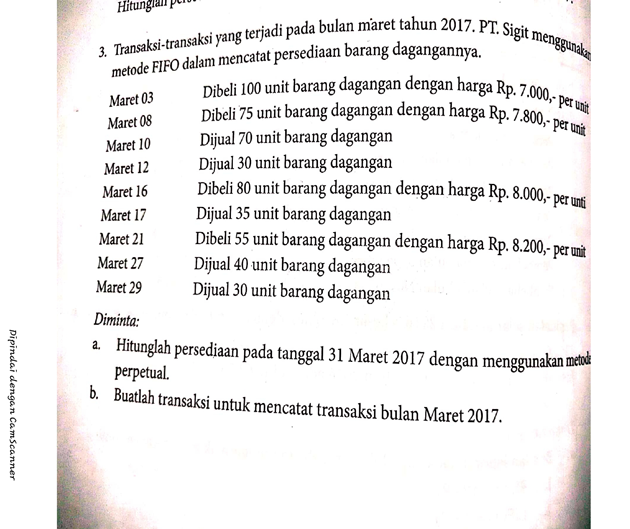 Hitunglah
3. Transaksi-transaksi yang terjadi pada bulan maret tahun 2017. PT. Sigit menggunakan
metode FIFO dalam mencatat persediaan barang dagangannya.
Maret 03 Dibeli 100 unit barang dagangan dengan harga Rp. 7.000,- per unit
Maret 08 Dibeli 75 unit barang dagangan dengan harga Rp. 7.800,- per unit
Maret 10 Dijual 70 unit barang dagangan
Maret 12 Dijual 30 unit barang dagangan
Maret 16 Dibeli 80 unit barang dagangan dengan harga Rp. 8.000,- per unti
Maret 17 Dijual 35 unit barang dagangan
Maret 21 Dibeli 55 unit barang dagangan dengan harga Rp. 8.200,- per unit
Maret 27 Dijual 40 unit barang dagangan
Maret 29 Dijual 30 unit barang dagangan
Diminta:
a. Hitunglah persediaan pada tanggal 31 Maret 2017 dengan menggunakan metode
perpetual.
b. Buatlah transaksi untuk mencatat transaksi bulan Maret 2017.
Dipindai dengan CamScanner